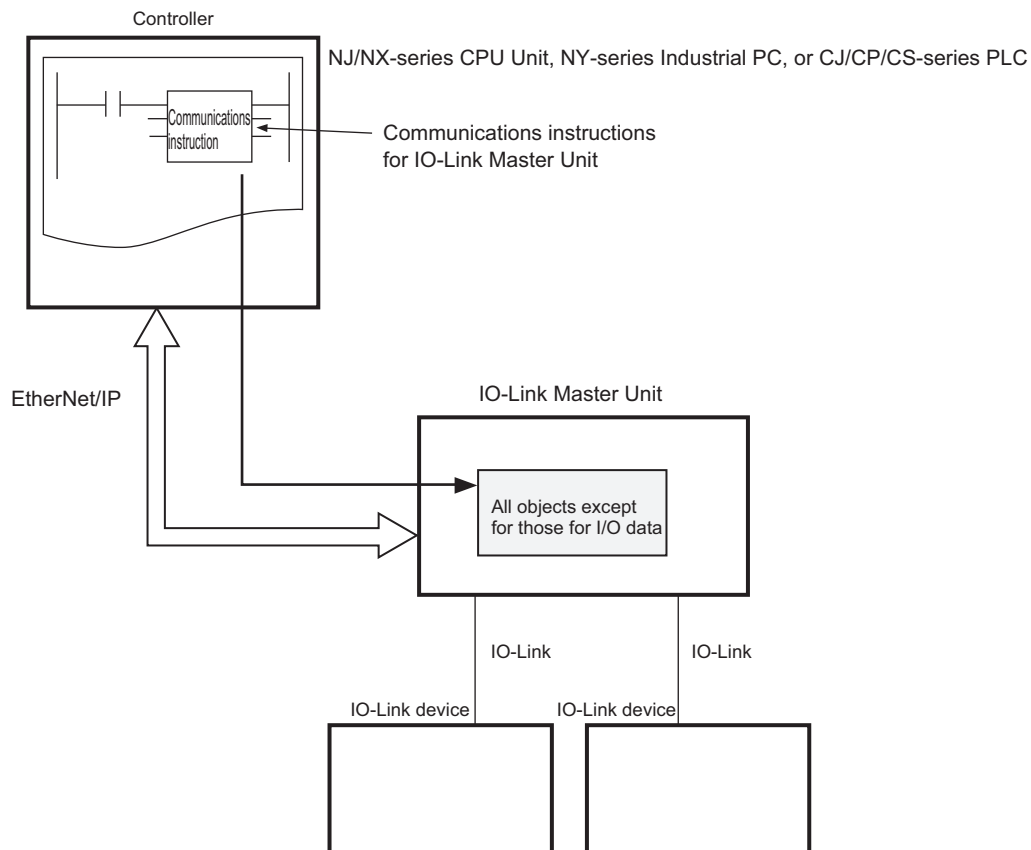 Controller
NJ/NX-series CPU Unit, NY-series Industrial PC, or CJ/CP/CS-series PLC
Communications
instruction
Communications instructions
for IO-Link Master Unit
EtherNet/IP
IO-Link Master Unit
All objects except
for those for I/O data
IO-Link
IO-Link
IO-Link device
IO-Link device